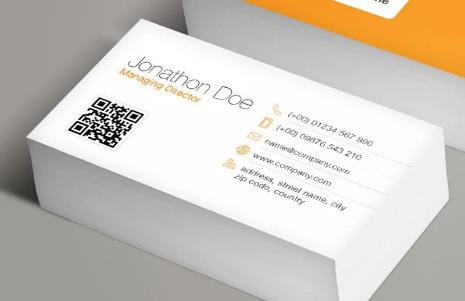 Jonathon Doe
Managing Director
(+00) 01234 567 890
(+00) 09876 543 210
name@company.com
www.company.com
address, street name, city
zip code, country